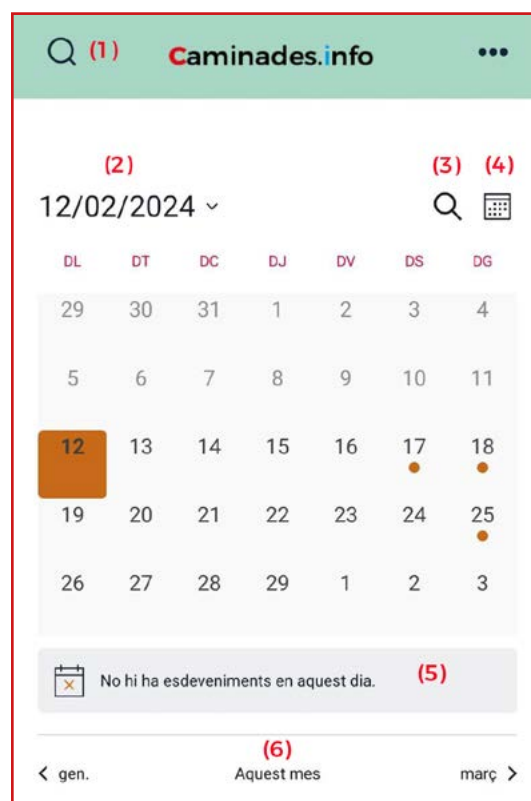 (1) Caminades.info
(2) (3) (4)
12/02/2024
DL DT DC DJ DV DS DG
29 30 31 1 2 3 4
5 6 7 8 9 10 11
12 13 14 15 16 17 18
19 20 21 22 23 24 25
26 27 28 29 1 2 3
No hi ha esdeveniments en aquest dia. (5)
(6)
gen. Aquest mes març